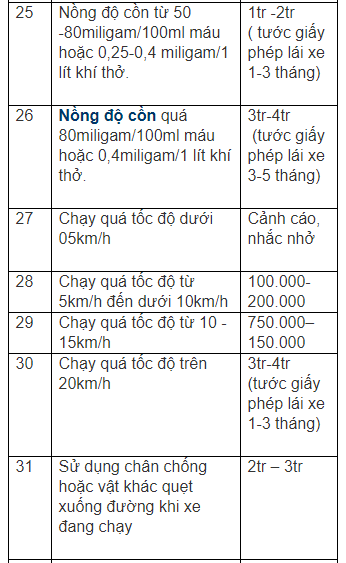 25 Nồng độ cồn từ 50 1tr -2tr
-80miligam/100ml máu ( tước giấy
hoặc 0,25-0,4 miligam/1 phép lái xe
lít khí thở. 1-3 tháng)
26 Nồng độ cồn quá 3tr-4tr
80miligam/100ml máu (tước giấy
hoặc 0,4miligam/1 lít khí phép lái xe
thở. 3-5 tháng)
27 Chạy quá tốc độ dưới Cảnh cáo,
05km/h nhắc nhở
28 Chạy quá tốc độ từ 100.000-
5km/h đến dưới 10km/h 200.000
29 Chạy quá tốc độ từ 10 - 750.000–
15km/h 150.000
30 Chạy quá tốc độ trên 3tr-4tr
20km/h (tước giấy
phép lái xe
1-3 tháng)
31 Sử dụng chân chống 2tr – 3tr
hoặc vật khác quẹt
xuống đường khi xe
đang chạy